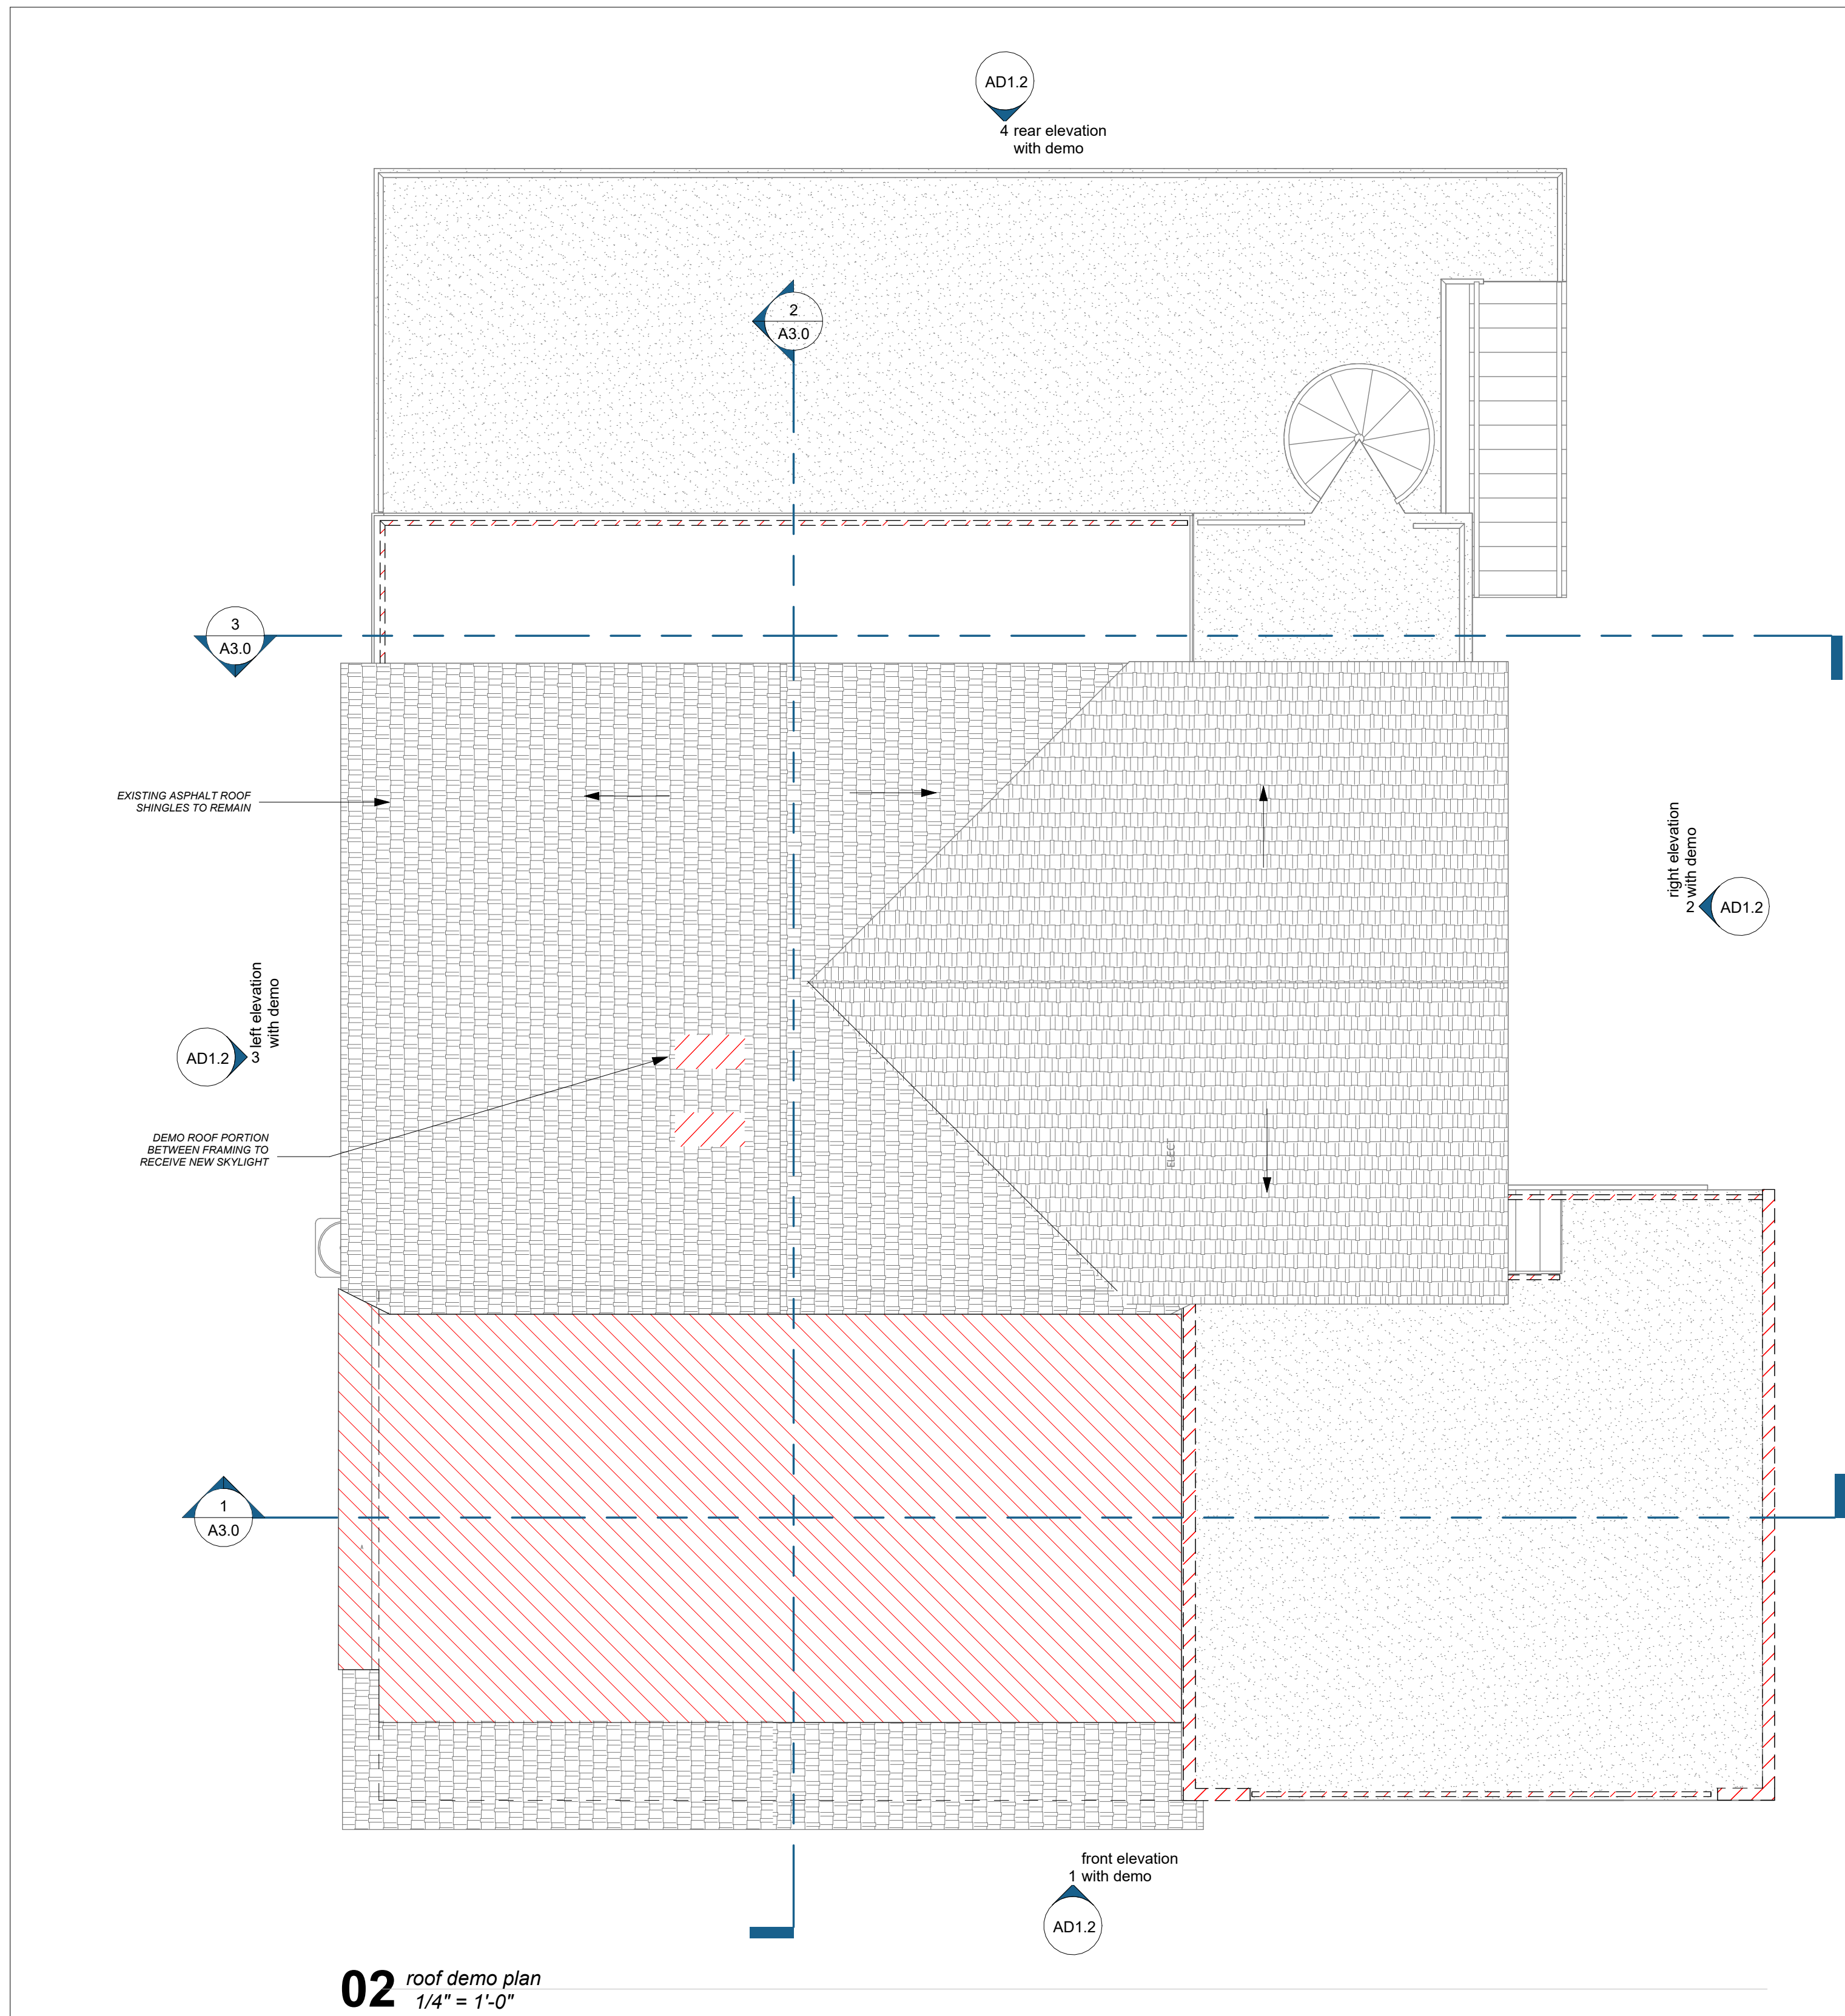 AD1.2
4 rear elevation
with demo
2
A3.0
3
A3.0
EXISTING ASPHALT ROOF
SHINGLES TO REMAIN
right elevation
with demo
2
AD1.2
left elevation
with demo
3
AD1.2
DEMO ROOF PORTION
BETWEEN FRAMING TO
RECEIVE NEW SKYLIGHT
ELECT
1
A3.0
front elevation
1 with demo
AD1.2
02 roof demo plan
1/4" = 1'-0"